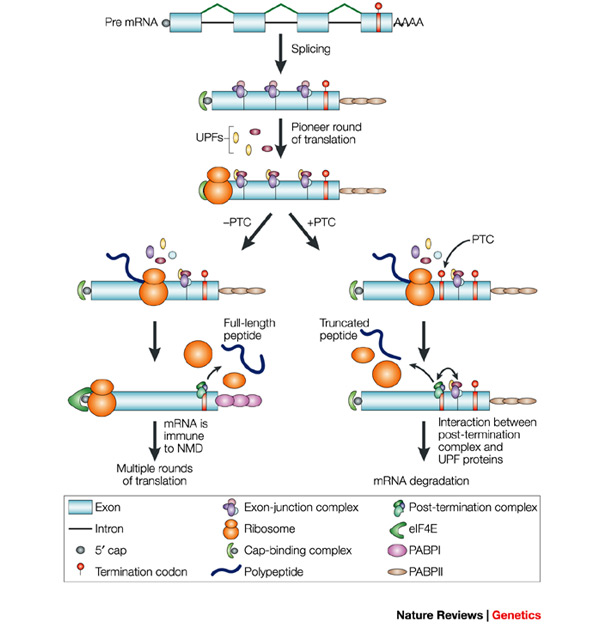 Pre mRNA
AAAA
Splicing
UPFs
Pioneer round
of translation
–PTC
+PTC
PTC
Full-length
peptide
Truncated
peptide
mRNA is
immune
to NMD
Interaction between
post-termination
complex and
UPF proteins
Multiple rounds
of translation
mRNA degradation
Exon
Exon-junction complex
Post-termination complex
Intron
Ribosome
eIF4E
5′ cap
Cap-binding complex
PABPI
Termination codon
Polypeptide
PABPII
Nature Reviews | Genetics